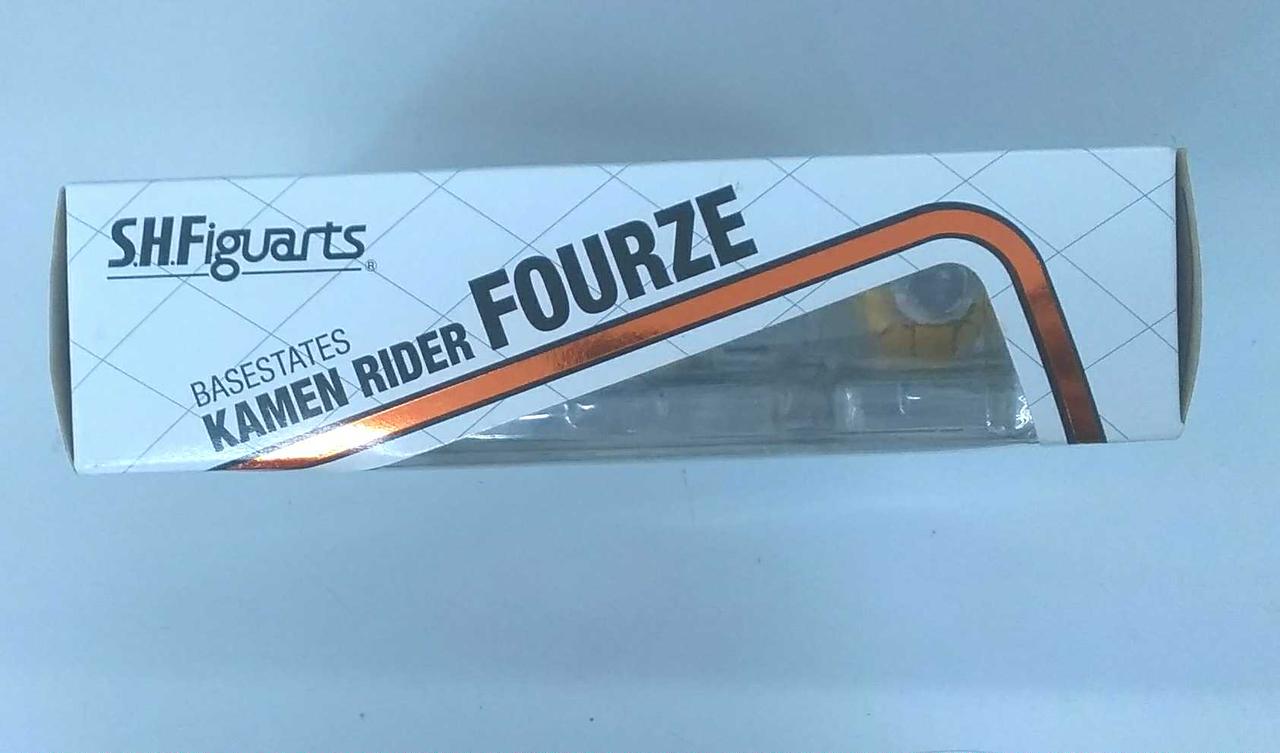 S.H.Figuarts®
BASESTATES
KAMEN RIDER FOURZE